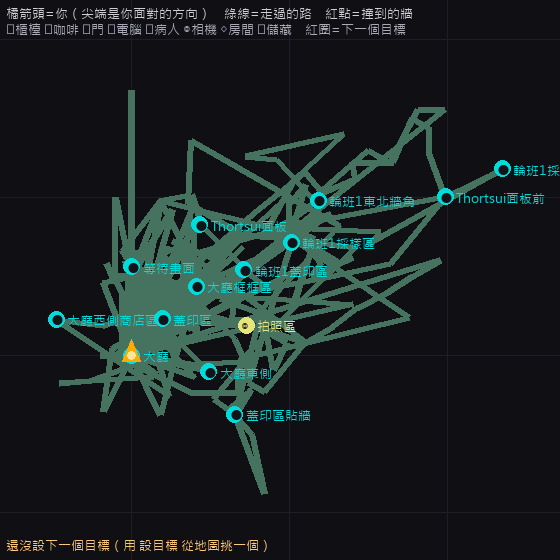 橘箭頭=你（尖端是你面對的方向）　綠線=走過的路　紅點=撞到的牆
櫃檯 咖啡 門 電腦 病人 相機 房間 儲藏　紅圈=下一個目標
輪班1採
Thortsui面板前
輪班1東北牆角
Thortsui面板
輪班1採樣區
等待畫面
輪班1蓋印區
大廳框框區
大廳西側商店區
蓋印區
拍照區
大廳
大廳東側
蓋印區貼牆
還沒設下一個目標（用 設目標 從地圖挑一個）